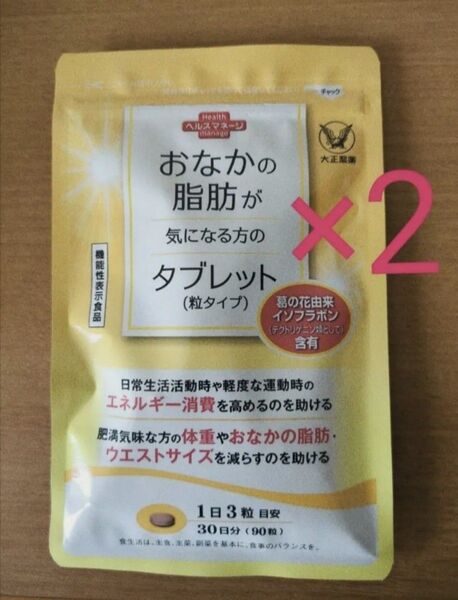 チャック
Health
ヘルスマネージ
manage
大正製薬
おなかの
脂肪が
気になる方の
タブレット
(粒タイプ)
機能性表示食品
×2
葛の花由来
イソフラボン
(テクトリゲニン類として)
含有
日常生活活動時や軽度な運動時の
エネルギー消費を高めるのを助ける
肥満気味な方の体重やおなかの脂肪・
ウエストサイズを減らすのを助ける
1日3粒 目安
30日分(90粒)
食生活は、主食、主菜、副菜を基本に、食事のバランスを。